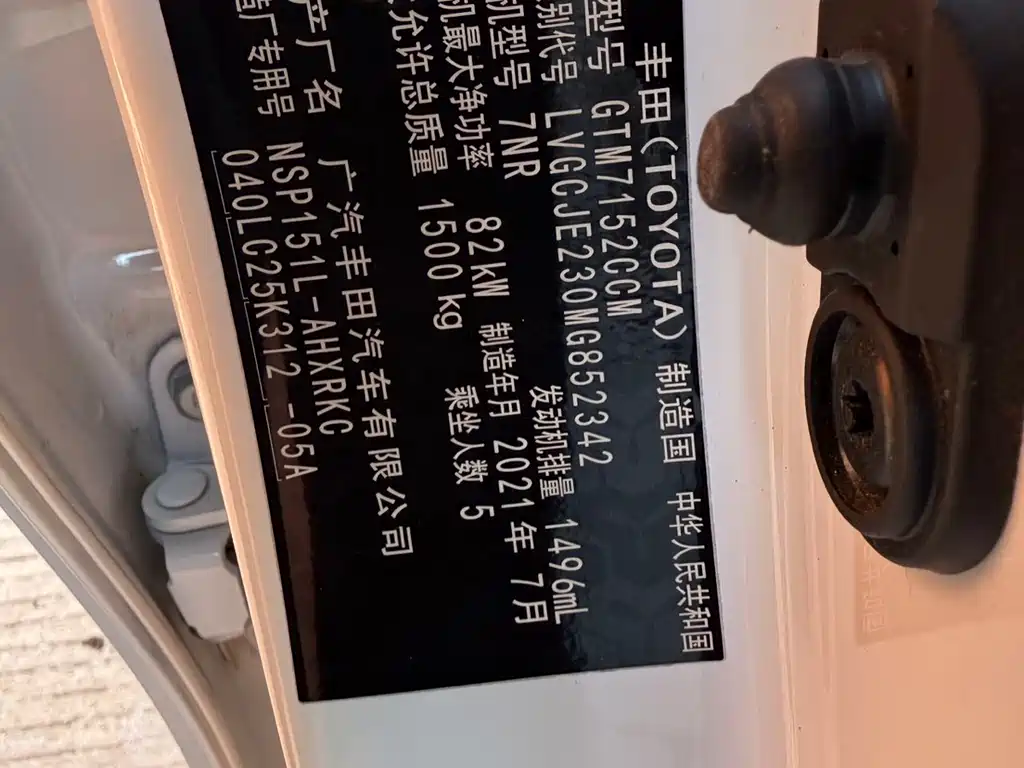 丰田(TOYOTA) 制造国 中华人民共和国
型号 GTM7152CCM
别代号 LVGCJE230MG852342
机型号 7NR 发动机排量 1496mL
机最大净功率 82kW 制造年月 2021年 7月
允许总质量 1500kg 乘坐人数 5
产厂名 广汽丰田汽车有限公司
厂专用号 NSP151L-AHXRKC
040LC25K312 -05A